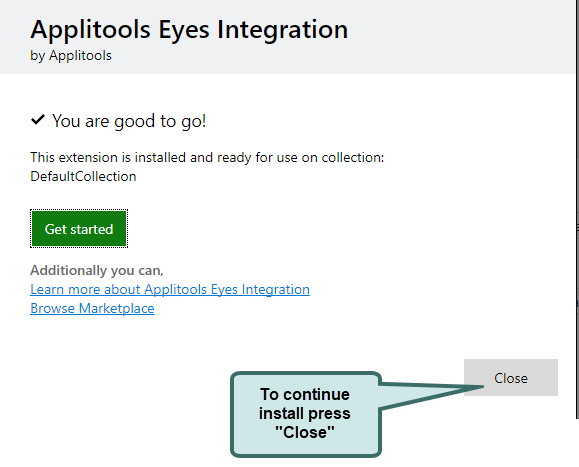 Applitools Eyes Integration
by Applitools
You are good to go!
This extension is installed and ready for use on collection:
DefaultCollection
Get started
Additionally you can,
Learn more about Applitools Eyes Integration
Browse Marketplace
Close
To continue
install press
"Close"